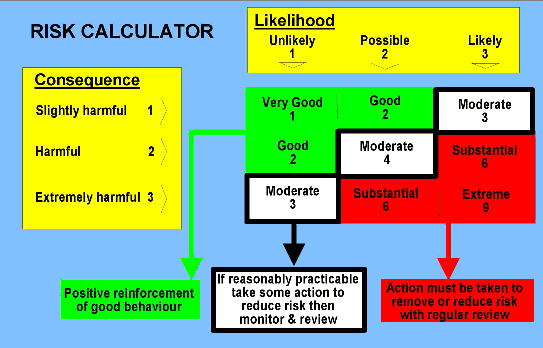 RISK CALCULATOR
Likelihood
Unlikely Possible Likely
1 2 3
Consequence
Slightly harmful 1
Harmful 2
Extremely harmful 3
Very Good Good Moderate
1 2 3
Good Moderate Substantial
2 4 6
Moderate Substantial Extreme
3 6 9
Positive reinforcement
of good behaviour
If reasonably practicable
take some action to
reduce risk then
monitor & review
Action must be taken to
remove or reduce risk
with regular review